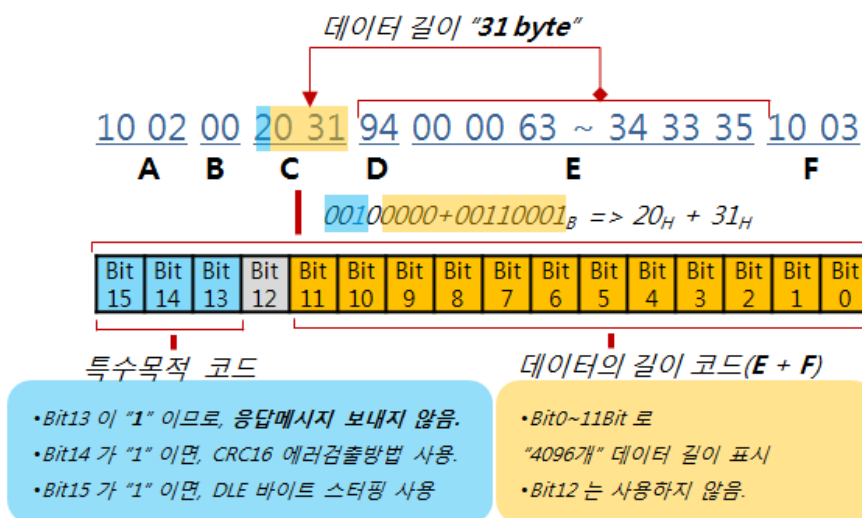 데이터 길이 “31 byte”
10 02 00 20 31 94 00 00 63 ~ 34 33 35 10 03
A B C D E F
00100000+00110001B => 20H + 31H
Bit 15 Bit 14 Bit 13 Bit 12 Bit 11 Bit 10 Bit 9 Bit 8 Bit 7 Bit 6 Bit 5 Bit 4 Bit 3 Bit 2 Bit 1 Bit 0
특수목적 코드
데이터의 길이 코드(E + F)
•Bit13 이 “1” 이므로, 응답메시지 보내지 않음.
•Bit14 가 “1” 이면, CRC16 에러검출방법 사용.
•Bit15 가 “1” 이면, DLE 바이트 스터핑 사용
•Bit0~11Bit 로
“4096개” 데이터 길이 표시
•Bit12 는 사용하지 않음.